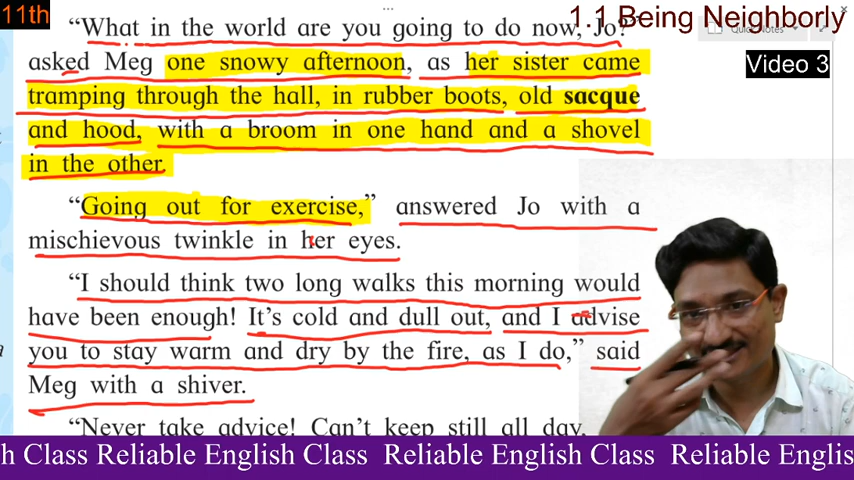 11th
1.1 Being Neighborly
Quick Notes
Video 3
“What in the world are you going to do now, Jo?”
asked Meg one snowy afternoon, as her sister came
tramping through the hall, in rubber boots, old sacque
and hood, with a broom in one hand and a shovel
in the other.
“Going out for exercise,” answered Jo with a
mischievous twinkle in her eyes.
“I should think two long walks this morning would
have been enough! It’s cold and dull out, and I advise
you to stay warm and dry by the fire, as I do,” said
Meg with a shiver.
“Never take advice! Can’t keep still all day,
h Class Reliable English Class Reliable English Class Reliable Englis